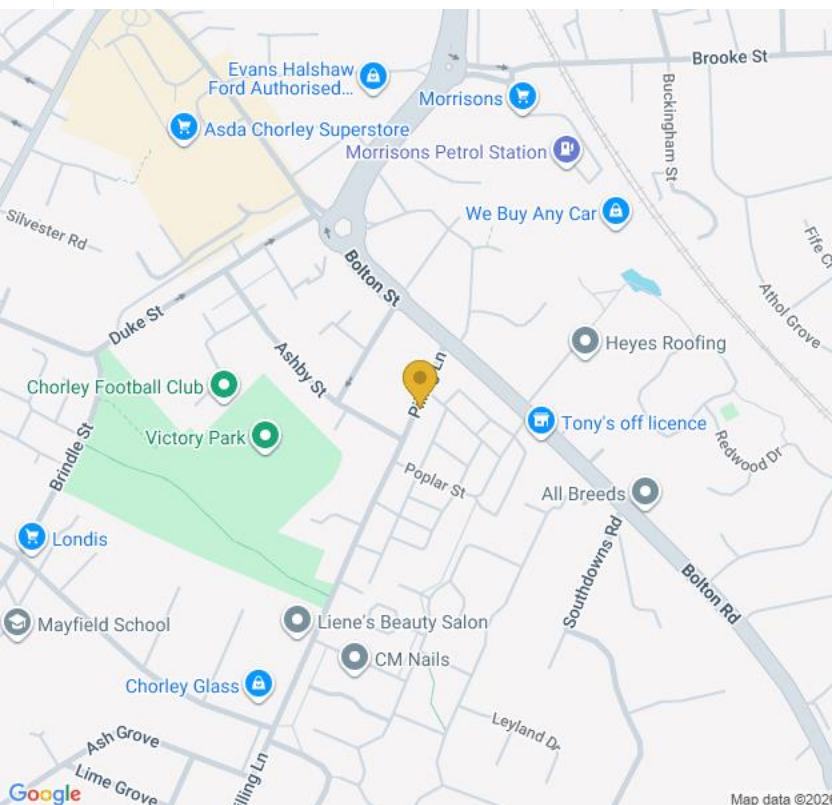 Evans Halshaw
Ford Authorised...
Brooke St
Morrisons
Asda Chorley Superstore
Morrisons Petrol Station
Buckingham St
We Buy Any Car
Silvester Rd
Fife Cl
Athol Grove
Bolton St
Duke St
Ashby St
Heyes Roofing
Chorley Football Club
Tony's off licence
Victory Park
Brindle St
Redwood Dr
Poplar St
All Breeds
Londis
Southdowns Rd
Bolton Rd
Mayfield School
Liene's Beauty Salon
CM Nails
Chorley Glass
Leyland Dr
Ash Grove
Lime Grove
Google
Map data ©2026